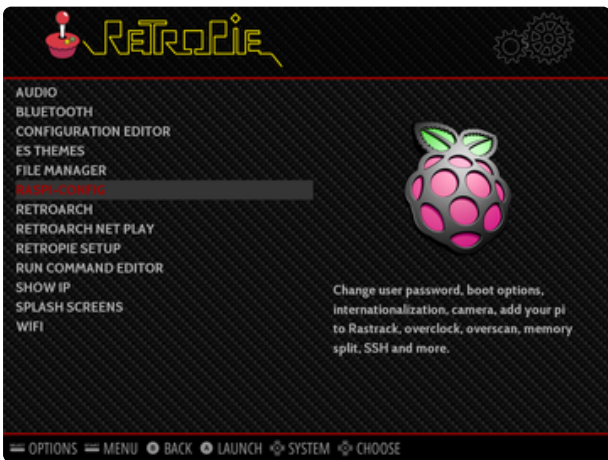 RETROPIE
AUDIO
BLUETOOTH
CONFIGURATION EDITOR
ES THEMES
FILE MANAGER
RASPI-CONFIG
RETROARCH
RETROARCH NET PLAY
RETROPIE SETUP
RUN COMMAND EDITOR
SHOW IP
SPLASH SCREENS
WIFI
Change user password, boot options,
internationalization, camera, add your pi
to Rastrack, overclock, overscan, memory
split, SSH and more.
OPTIONS MENU BACK LAUNCH SYSTEM CHOOSE